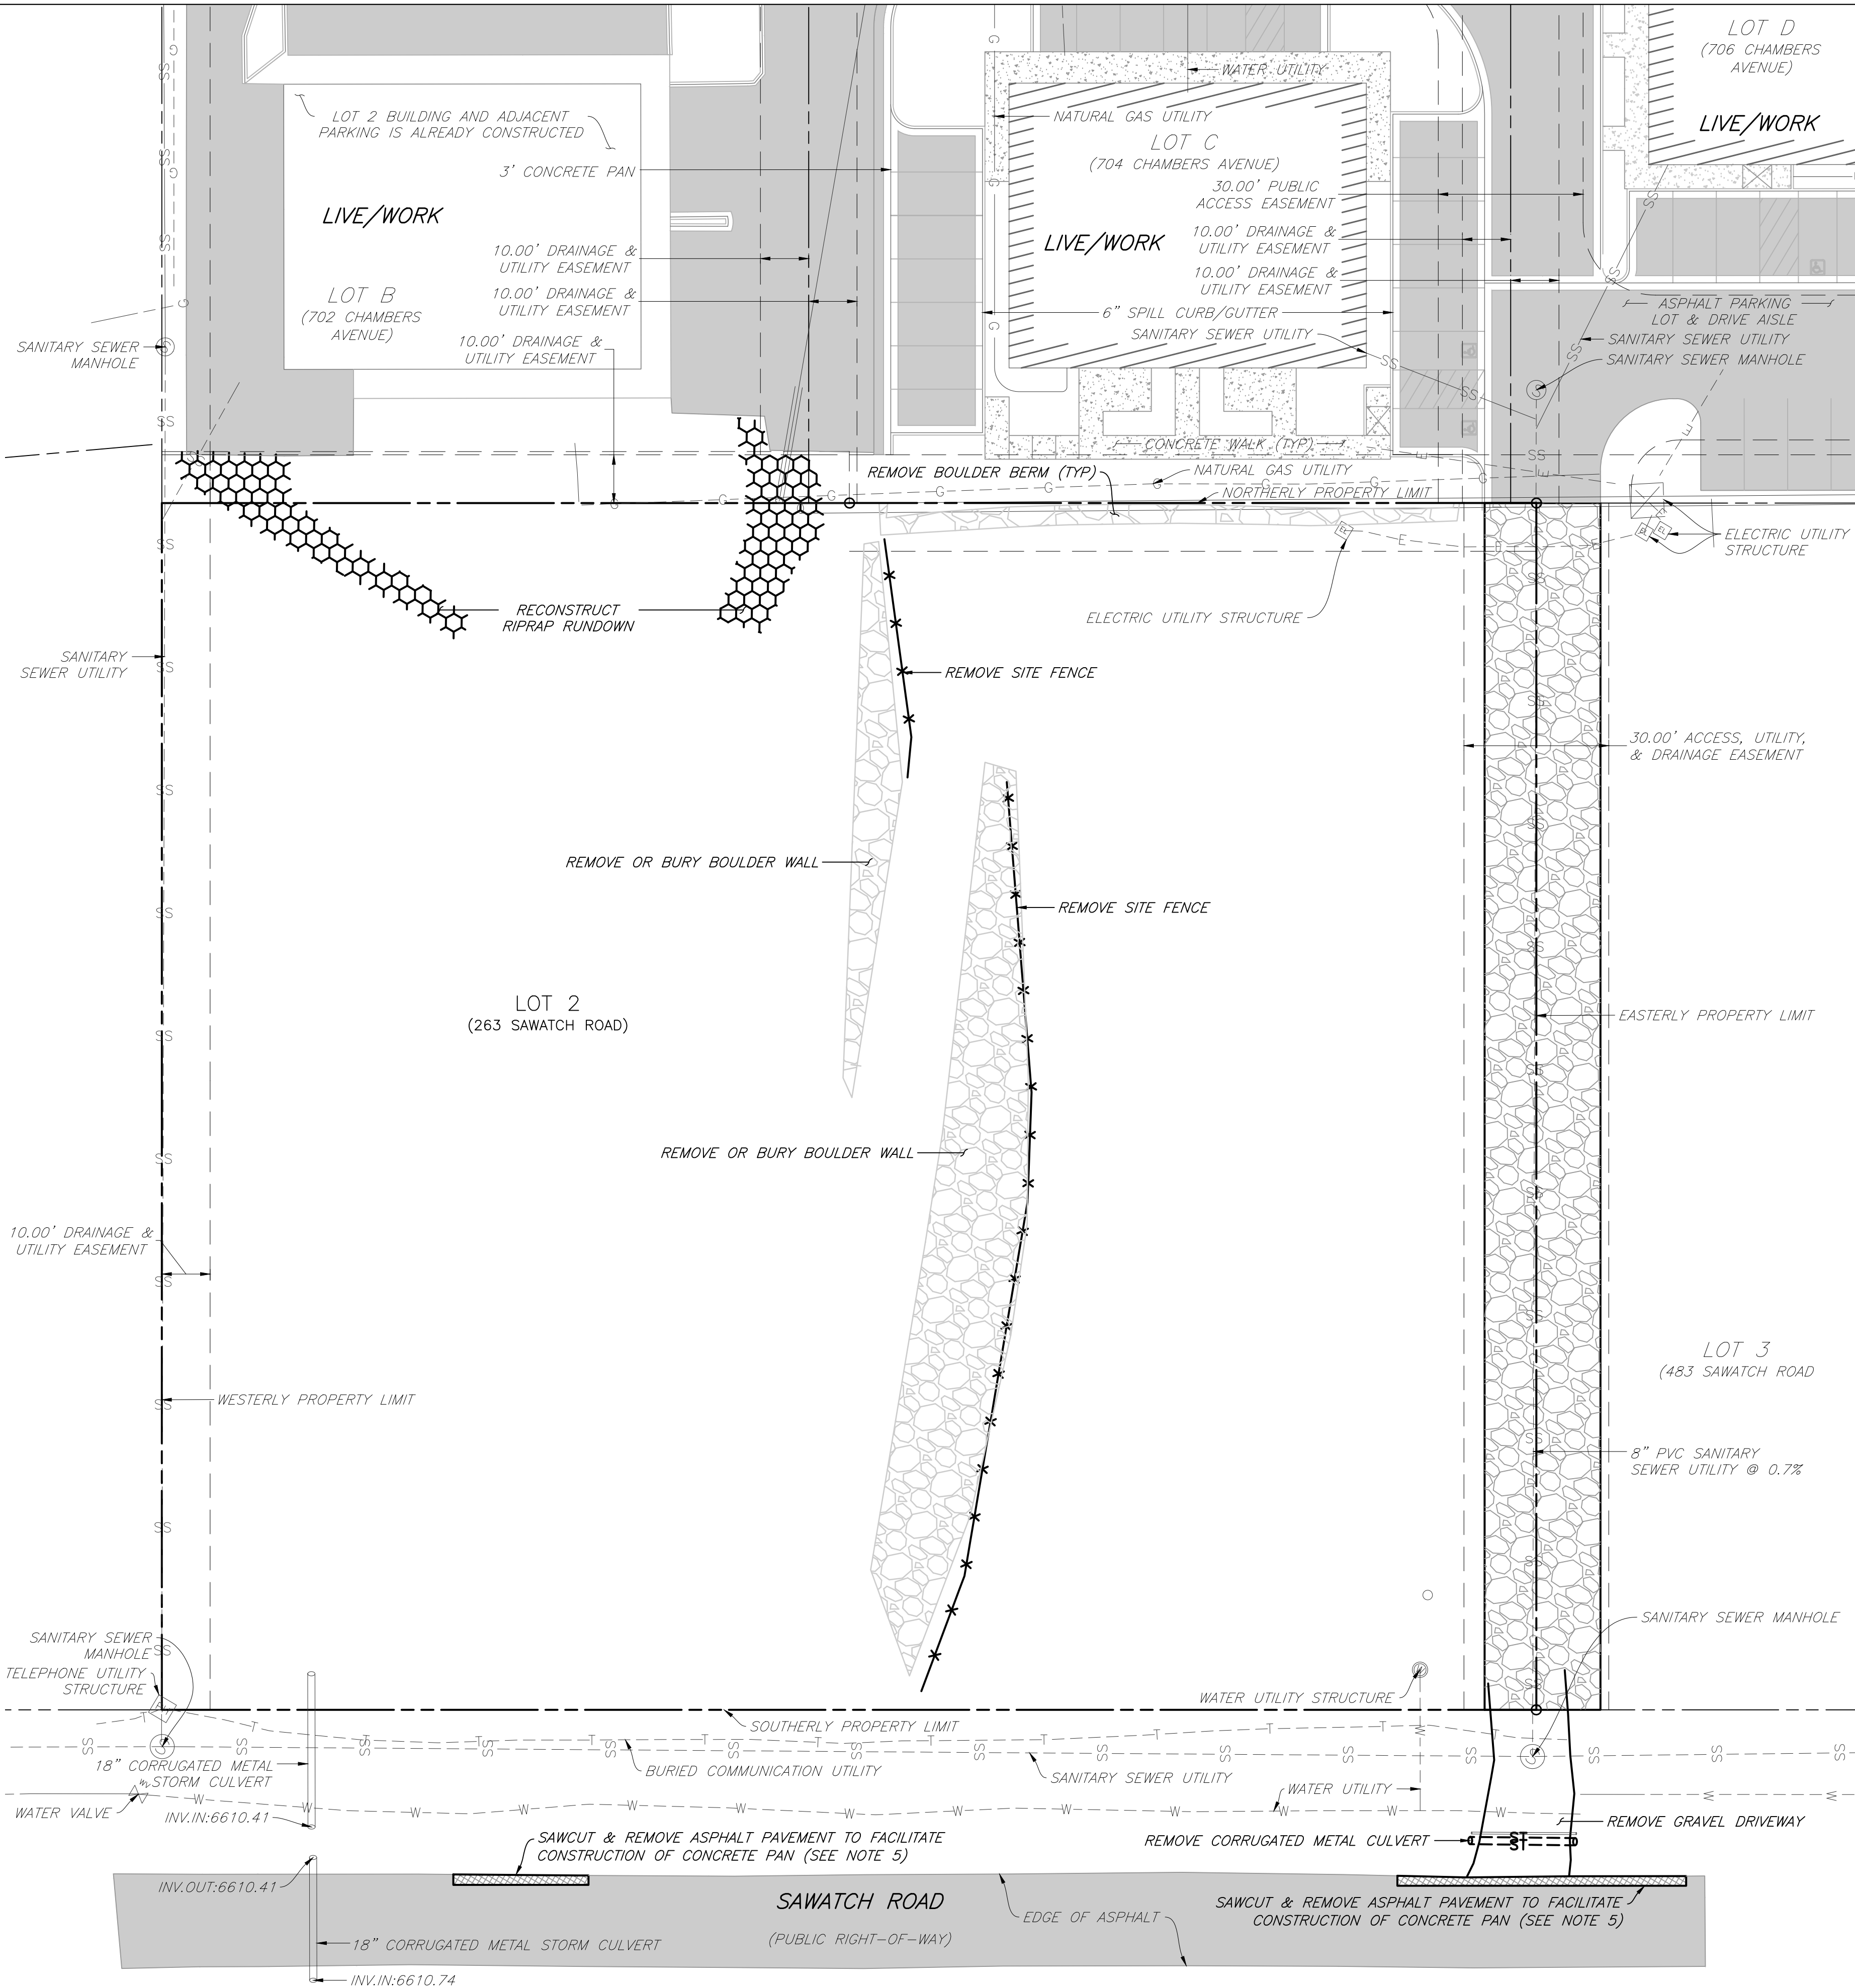 LOT D
(706 CHAMBERS
AVENUE)
LIVE/WORK
WATER UTILITY
LOT 2 BUILDING AND ADJACENT
PARKING IS ALREADY CONSTRUCTED
NATURAL GAS UTILITY
LOT C
(704 CHAMBERS AVENUE)
3' CONCRETE PAN
30.00' PUBLIC
ACCESS EASEMENT
LIVE/WORK
LIVE/WORK
10.00' DRAINAGE &
UTILITY EASEMENT
10.00' DRAINAGE &
UTILITY EASEMENT
10.00' DRAINAGE &
UTILITY EASEMENT
10.00' DRAINAGE &
UTILITY EASEMENT
LOT B
(702 CHAMBERS
AVENUE)
6" SPILL CURB/GUTTER
ASPHALT PARKING
LOT & DRIVE AISLE
SANITARY SEWER
MANHOLE
10.00' DRAINAGE &
UTILITY EASEMENT
SANITARY SEWER UTILITY
SANITARY SEWER UTILITY
SANITARY SEWER MANHOLE
CONCRETE WALK (TYP)
REMOVE BOULDER BERM (TYP)
NATURAL GAS UTILITY
NORTHERLY PROPERTY LIMIT
ELECTRIC UTILITY
STRUCTURE
RECONSTRUCT
RIPRAP RUNDOWN
ELECTRIC UTILITY STRUCTURE
SANITARY
SEWER UTILITY
REMOVE SITE FENCE
30.00' ACCESS, UTILITY,
& DRAINAGE EASEMENT
REMOVE OR BURY BOULDER WALL
REMOVE SITE FENCE
LOT 2
(263 SAWATCH ROAD)
EASTERLY PROPERTY LIMIT
REMOVE OR BURY BOULDER WALL
10.00' DRAINAGE &
UTILITY EASEMENT
LOT 3
(483 SAWATCH ROAD
WESTERLY PROPERTY LIMIT
8" PVC SANITARY
SEWER UTILITY @ 0.7%
SANITARY SEWER
MANHOLE
SANITARY SEWER MANHOLE
TELEPHONE UTILITY
STRUCTURE
WATER UTILITY STRUCTURE
SOUTHERLY PROPERTY LIMIT
18" CORRUGATED METAL
STORM CULVERT
BURIED COMMUNICATION UTILITY
SANITARY SEWER UTILITY
WATER UTILITY
WATER VALVE
INV.IN:6610.41
REMOVE GRAVEL DRIVEWAY
SAWCUT & REMOVE ASPHALT PAVEMENT TO FACILITATE
CONSTRUCTION OF CONCRETE PAN (SEE NOTE 5)
REMOVE CORRUGATED METAL CULVERT
ST
INV.OUT:6610.41
SAWATCH ROAD
(PUBLIC RIGHT-OF-WAY)
EDGE OF ASPHALT
SAWCUT & REMOVE ASPHALT PAVEMENT TO FACILITATE
CONSTRUCTION OF CONCRETE PAN (SEE NOTE 5)
18" CORRUGATED METAL STORM CULVERT
INV.IN:6610.74